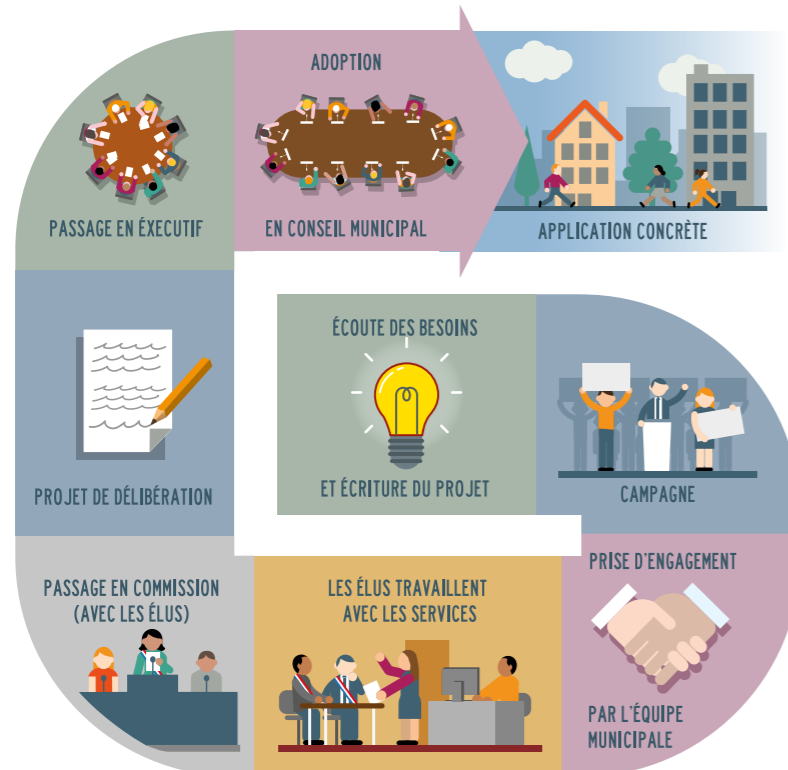 ADOPTION
PASSAGE EN ÉXECUTIF
EN CONSEIL MUNICIPAL
APPLICATION CONCRÈTE
ÉCOUTE DES BESOINS
ET ÉCRITURE DU PROJET
CAMPAGNE
PROJET DE DÉLIBÉRATION
PRISE D'ENGAGEMENT
PAR L'ÉQUIPE
MUNICIPALE
LES ÉLUS TRAVAILLENT
AVEC LES SERVICES
PASSAGE EN COMMISSION
(AVEC LES ÉLUS)